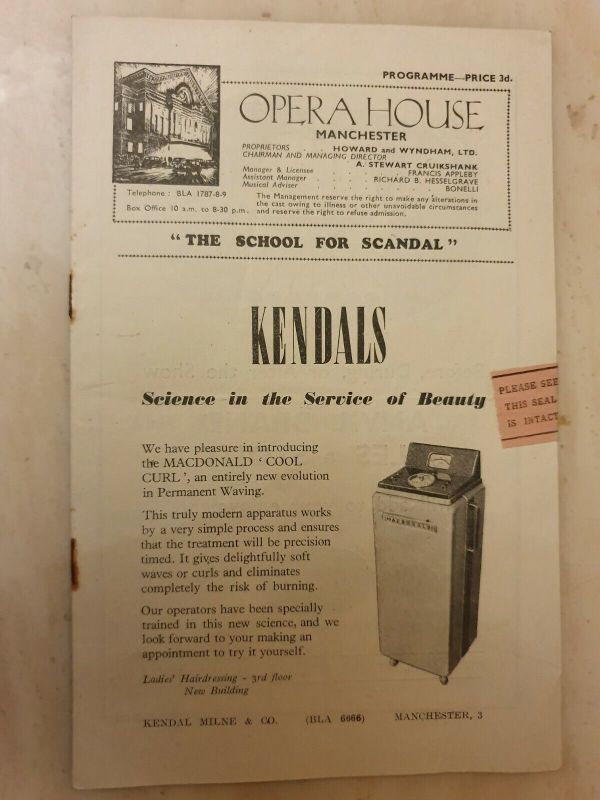 PROGRAMME—PRICE 3d.
OPERA HOUSE
MANCHESTER
PROPRIETORS . . . HOWARD and WYNDHAM, LTD.
CHAIRMAN AND MANAGING DIRECTOR
A. STEWART CRUIKSHANK
Manager & Licensee . . . . FRANCIS APPLEBY
Assistant Manager . . . . RICHARD B. HESSELGRAVE
Musical Adviser . . . . . . . BONELLI
Telephone : BLA 1787-8-9
Box Office 10 a.m. to 8-30 p.m.
The Management reserve the right to make any alterations in
the cast owing to illness or other unavoidable circumstances
and reserve the right to refuse admission.
“THE SCHOOL FOR SCANDAL”
KENDALS
Science in the Service of Beauty
PLEASE SEE
THIS SEAL
IS INTACT
We have pleasure in introducing
the MACDONALD ‘COOL
CURL’, an entirely new evolution
in Permanent Waving.
This truly modern apparatus works
by a very simple process and ensures
that the treatment will be precision
timed. It gives delightfully soft
waves or curls and eliminates
completely the risk of burning.
Our operators have been specially
trained in this new science, and we
look forward to your making an
appointment to try it yourself.
Ladies' Hairdressing - 3rd floor
New Building
KENDAL MILNE & CO. (BLA 6666) MANCHESTER, 3